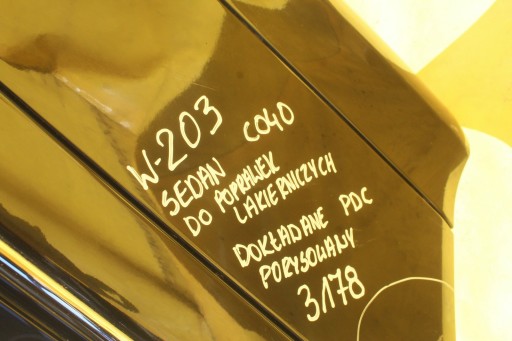 W-203
SEDAN C040
DO POPRAWEK
LAKIERNICZYCH
DOKŁADANE PDC
PORYSOWANY
3178